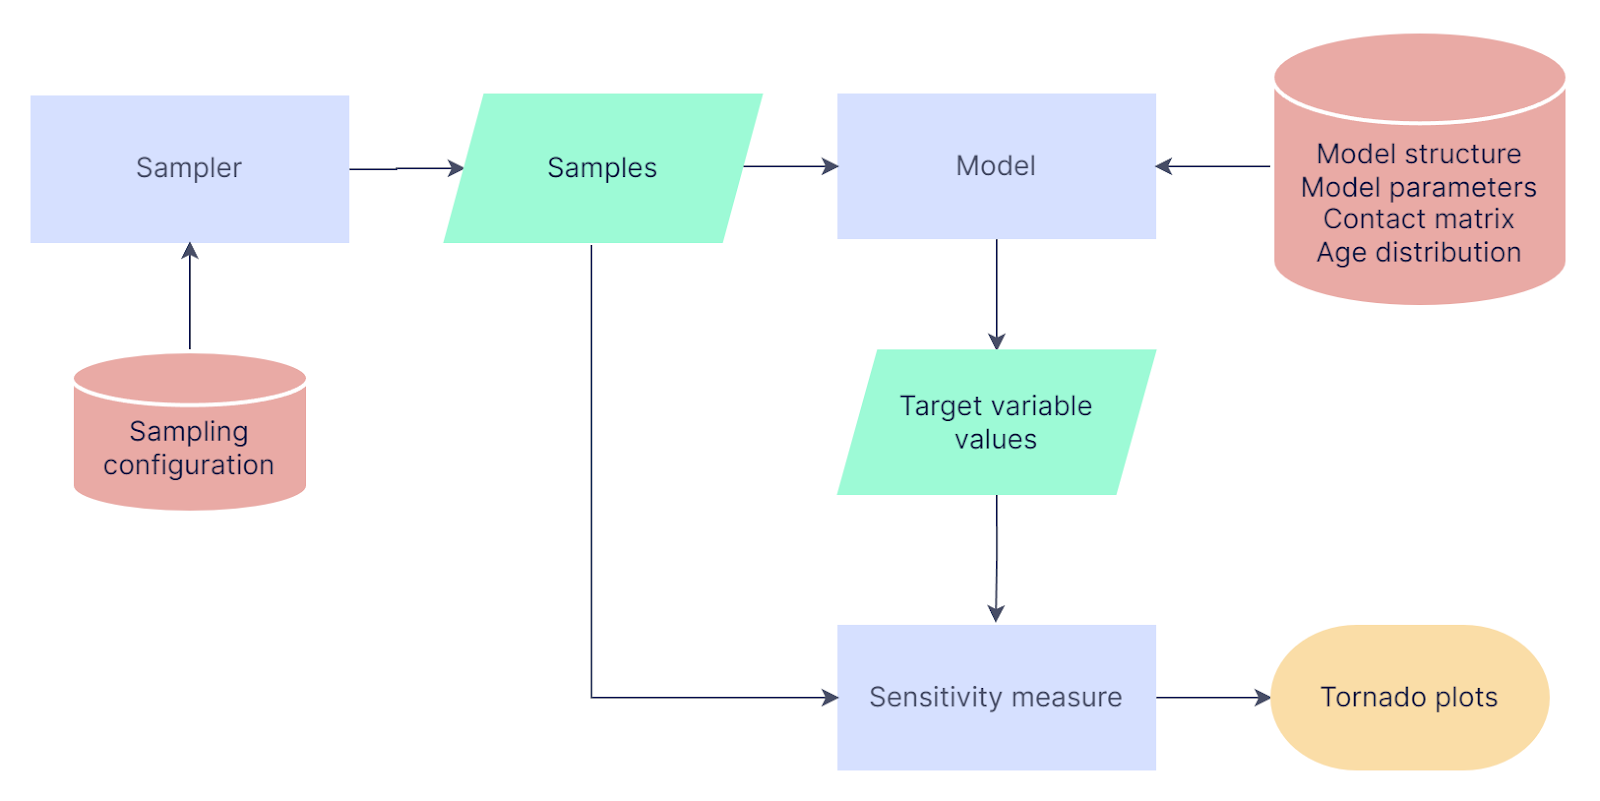 Sampler
Samples
Model
Model structure
Model parameters
Contact matrix
Age distribution
Sampling
configuration
Target variable
values
Sensitivity measure
Tornado plots